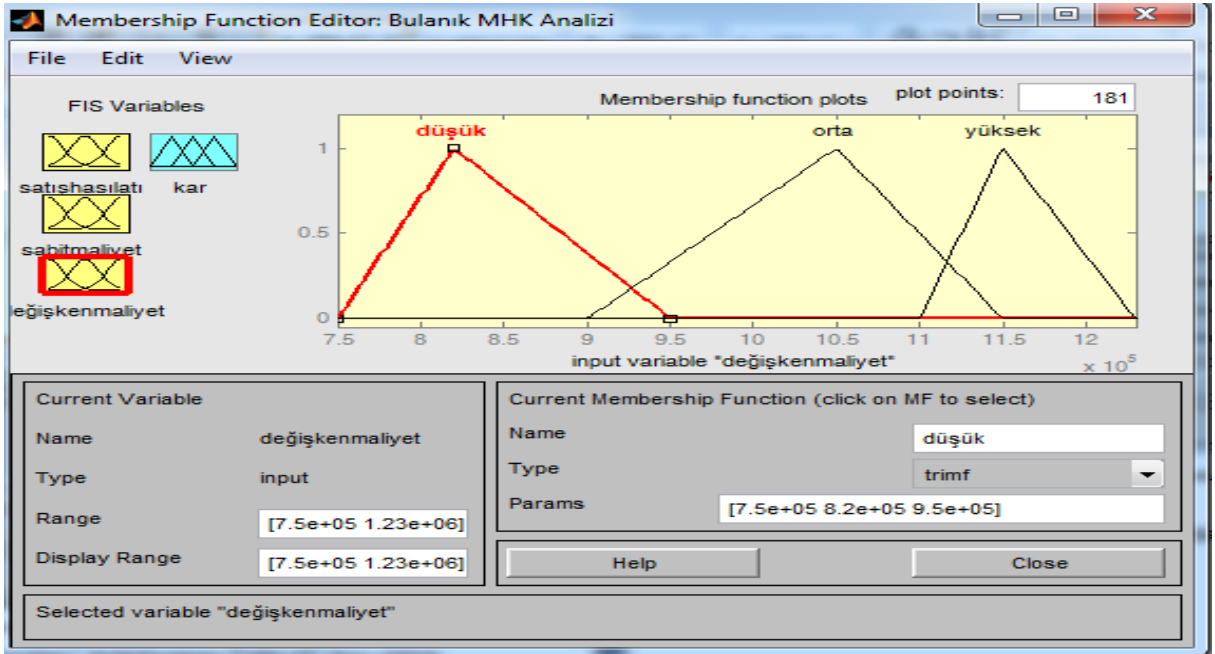 Membership Function Editor: Bulanık MHK Analizi
File Edit View
FIS Variables
satışhasılatı kar
sabitmaliyet
eğişkenmaliyet
Membership function plots plot points: 181
düşük orta yüksek
1
0.5
0
7.5 8 8.5 9 9.5 10 10.5 11 11.5 12
input variable "değişkenmaliyet"
x 10^5
Current Variable
Name değişkenmaliyet
Type input
Range [7.5e+05 1.23e+06]
Display Range [7.5e+05 1.23e+06]
Current Membership Function (click on MF to select)
Name düşük
Type trimf
Params [7.5e+05 8.2e+05 9.5e+05]
Help Close
Selected variable "değişkenmaliyet"